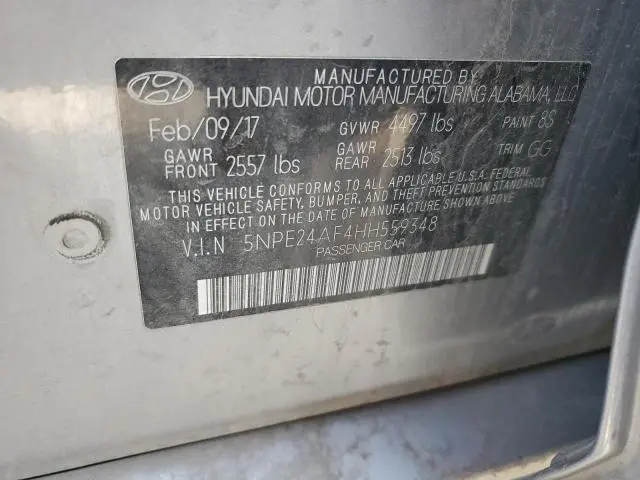 MANUFACTURED BY
HYUNDAI MOTOR MANUFACTURING ALABAMA, LLC
Feb/09/17 GVWR 4497 lbs PAINT 8S
GAWR FRONT 2557 lbs GAWR REAR 2513 lbs TRIM GG
THIS VEHICLE CONFORMS TO ALL APPLICABLE U.S.A. FEDERAL
MOTOR VEHICLE SAFETY, BUMPER, AND THEFT PREVENTION STANDARDS
IN EFFECT ON THE DATE OF MANUFACTURE SHOWN ABOVE.
V.I.N 5NPE24AF4HH559348
PASSENGER CAR